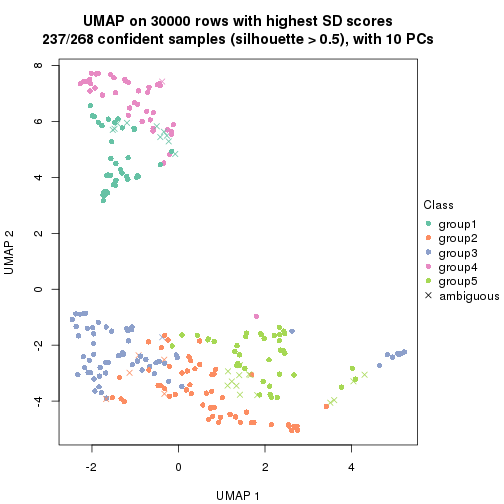 UMAP on 30000 rows with highest SD scores
237/268 confident samples (silhouette > 0.5), with 10 PCs
8
6
4
2
0
-2
-4
UMAP 2
-2
0
2
4
UMAP 1
Class
group1
group2
group3
group4
group5
ambiguous